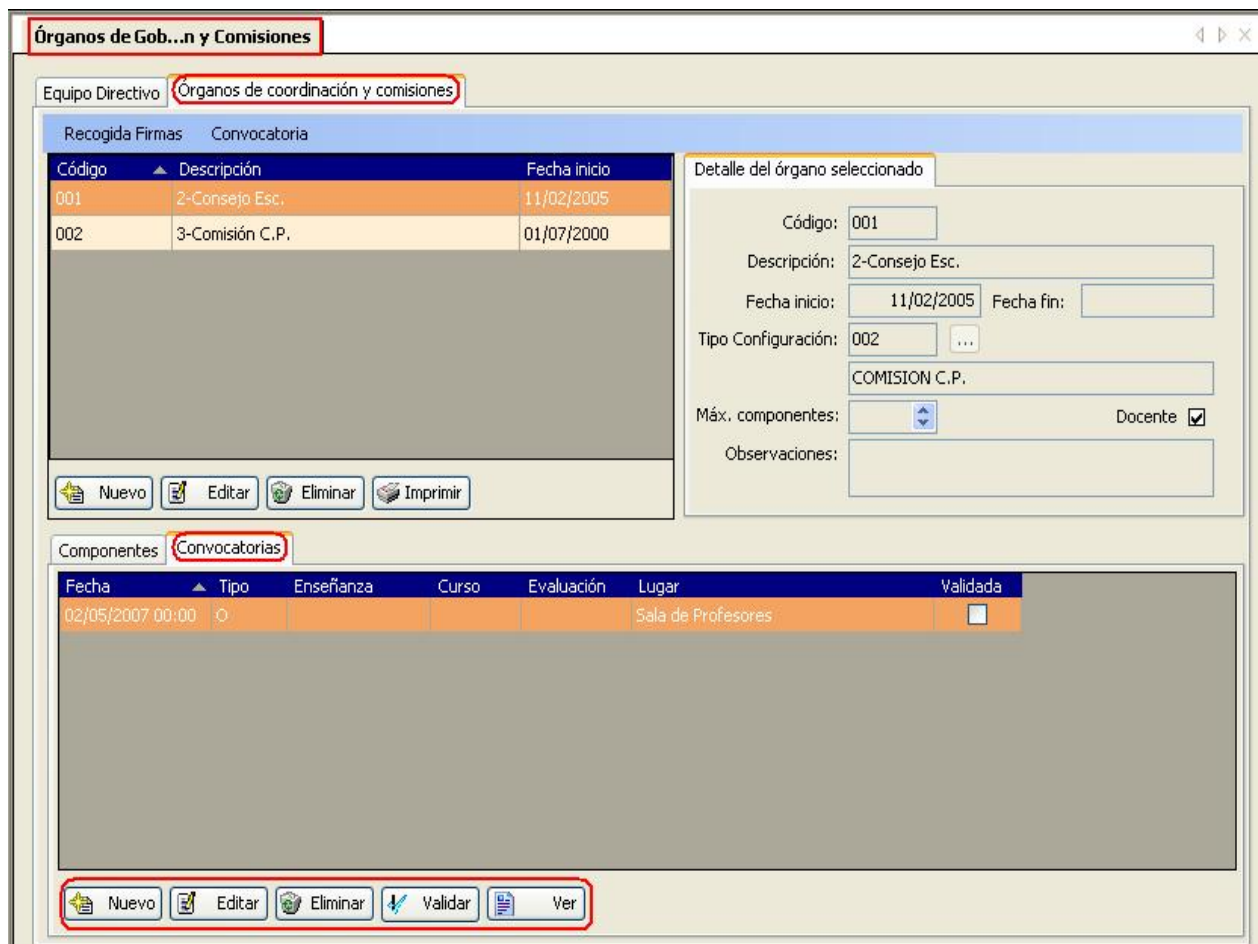 Órganos de Gob...n y Comisiones
Equipo Directivo Órganos de coordinación y comisiones
Recogida Firmas Convocatoria
Código Descripción Fecha inicio
001 2-Consejo Esc. 11/02/2005
002 3-Comisión C.P. 01/07/2000
Nuevo Editar Eliminar Imprimir
Detalle del órgano seleccionado
Código: 001
Descripción: 2-Consejo Esc.
Fecha inicio: 11/02/2005 Fecha fin:
Tipo Configuración: 002 ...
COMISION C.P.
Máx. componentes: Docente
Observaciones:
Componentes Convocatorias
Fecha Tipo Enseñanza Curso Evaluación Lugar Validada
02/05/2007 00:00 O Sala de Profesores
Nuevo Editar Eliminar Validar Ver